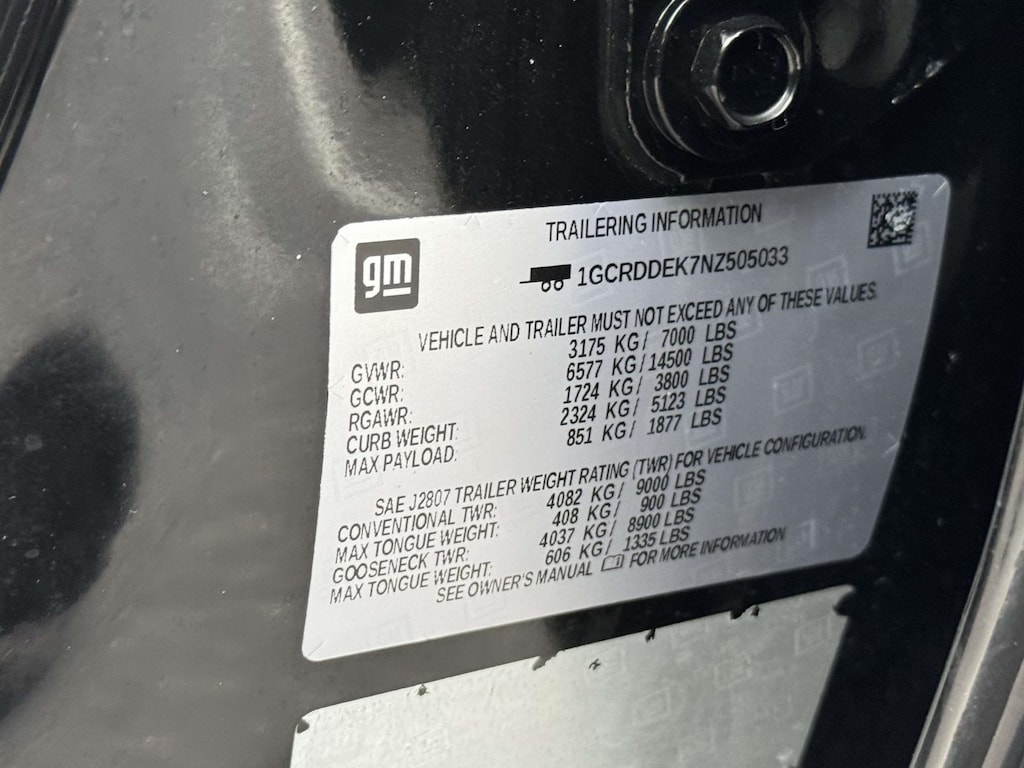 gm
TRAILERING INFORMATION
1GCRDDEK7NZ505033
VEHICLE AND TRAILER MUST NOT EXCEED ANY OF THESE VALUES.
GVWR: 3175 KG/ 7000 LBS
GCWR: 6577 KG/14500 LBS
RGAWR: 1724 KG/ 3800 LBS
CURB WEIGHT: 2324 KG/ 5123 LBS
MAX PAYLOAD: 851 KG/ 1877 LBS
SAE J2807 TRAILER WEIGHT RATING (TWR) FOR VEHICLE CONFIGURATION.
CONVENTIONAL TWR: 4082 KG/ 9000 LBS
MAX TONGUE WEIGHT: 408 KG/ 900 LBS
GOOSENECK TWR: 4037 KG/ 8900 LBS
MAX TONGUE WEIGHT: 606 KG/ 1335 LBS
SEE OWNER'S MANUAL FOR MORE INFORMATION